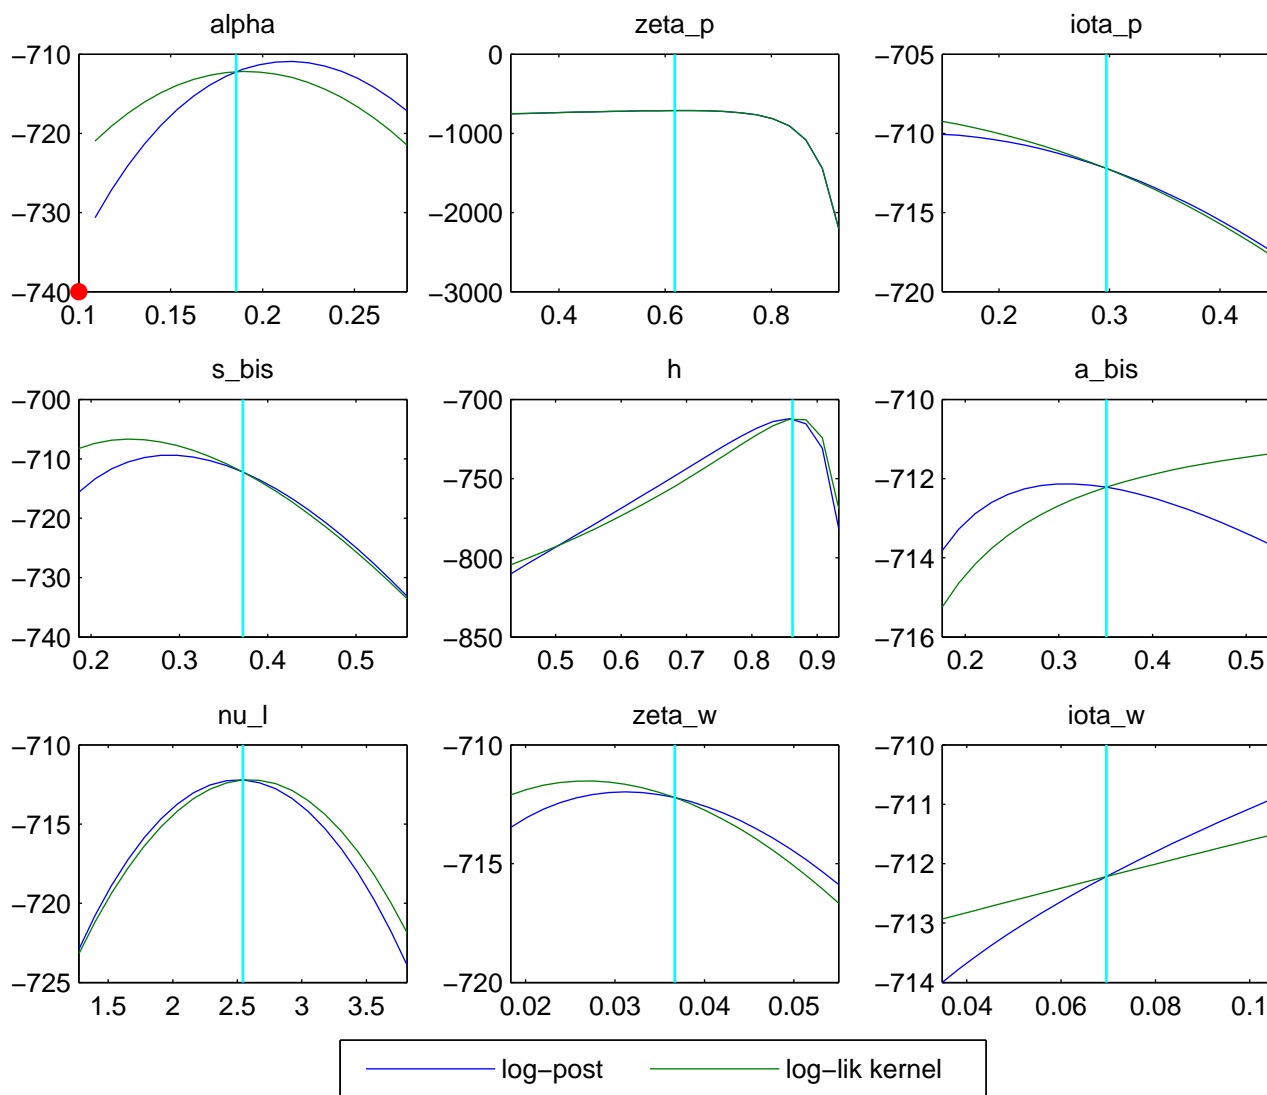 alpha
zeta_p
iota_p
−710
−720
−730
−740
0.1 0.15 0.2 0.25
0
−1000
−2000
−3000
0.4 0.6 0.8
−705
−710
−715
−720
0.2 0.3 0.4
s_bis
h
a_bis
−700
−710
−720
−730
−740
0.2 0.3 0.4 0.5
−700
−750
−800
−850
0.5 0.6 0.7 0.8 0.9
−710
−712
−714
−716
0.2 0.3 0.4 0.5
nu_l
zeta_w
iota_w
−710
−715
−720
−725
1.5 2 2.5 3 3.5
−710
−715
−720
0.02 0.03 0.04 0.05
−710
−711
−712
−713
−714
0.04 0.06 0.08 0.1
log−post log−lik kernel